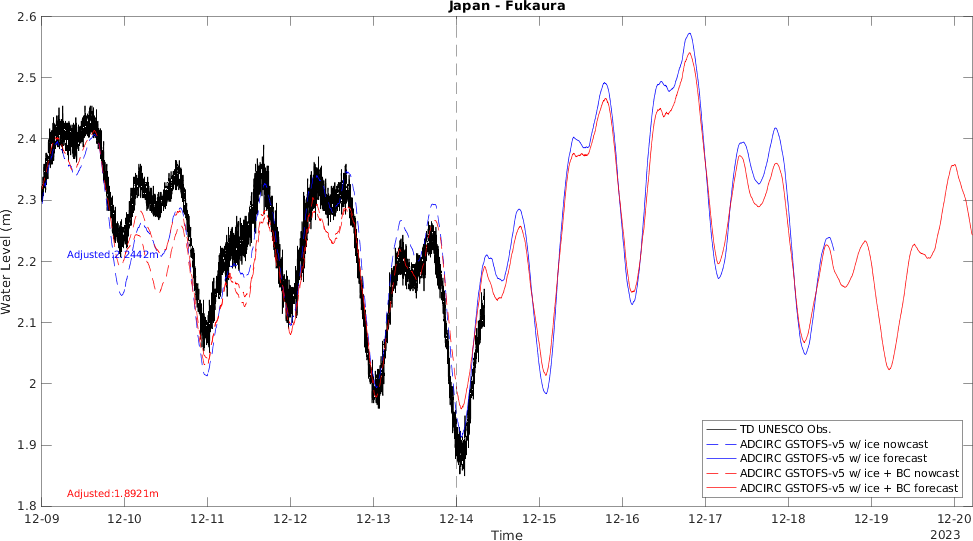 Japan - Fukaura
2.6
2.5
2.4
2.3
2.2
2.1
2
1.9
1.8
Water Level (m)
Adjusted:2.2442m
Adjusted:1.8921m
TD UNESCO Obs.
ADCIRC GSTOFS-v5 w/ ice nowcast
ADCIRC GSTOFS-v5 w/ ice forecast
ADCIRC GSTOFS-v5 w/ ice + BC nowcast
ADCIRC GSTOFS-v5 w/ ice + BC forecast
12-09 12-10 12-11 12-12 12-13 12-14 12-15 12-16 12-17 12-18 12-19 12-20
Time
2023